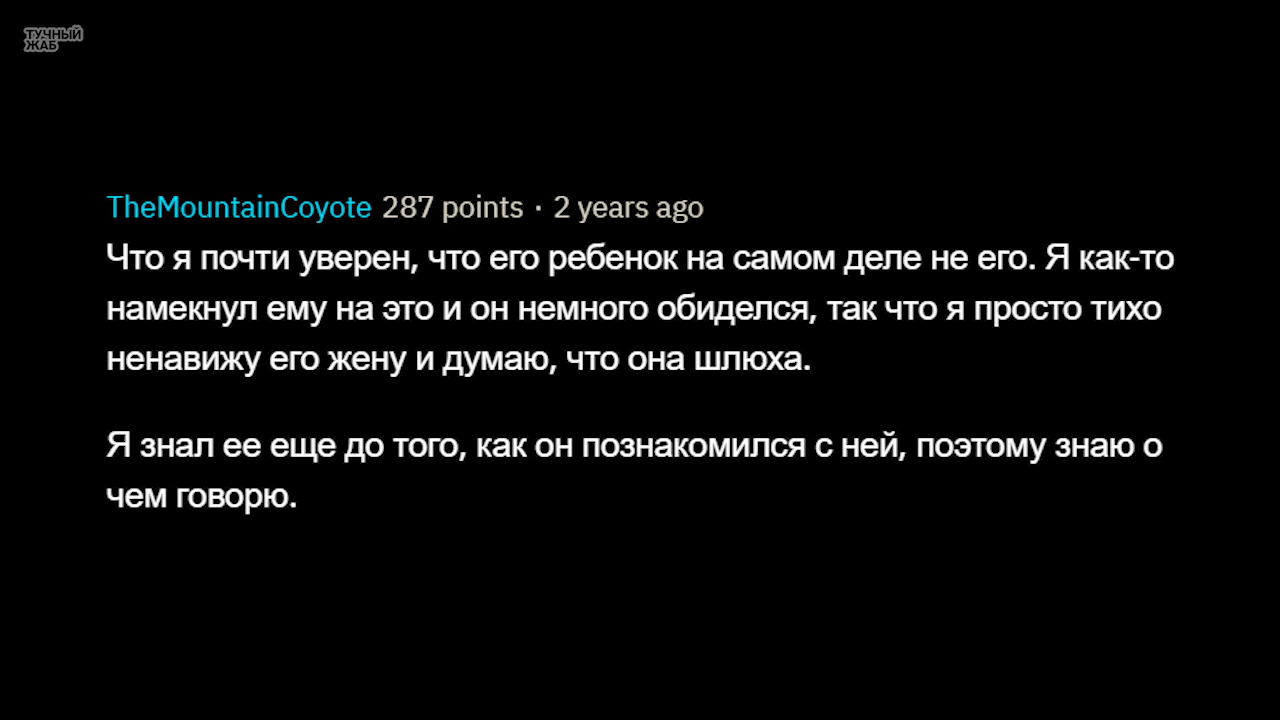 ТУЧНЫЙ
ЖАБ
TheMountainCoyote 287 points · 2 years ago
Что я почти уверен, что его ребенок на самом деле не его. Я как-то
намекнул ему на это и он немного обиделся, так что я просто тихо
ненавижу его жену и думаю, что она шлюха.
Я знал ее еще до того, как он познакомился с ней, поэтому знаю о
чем говорю.